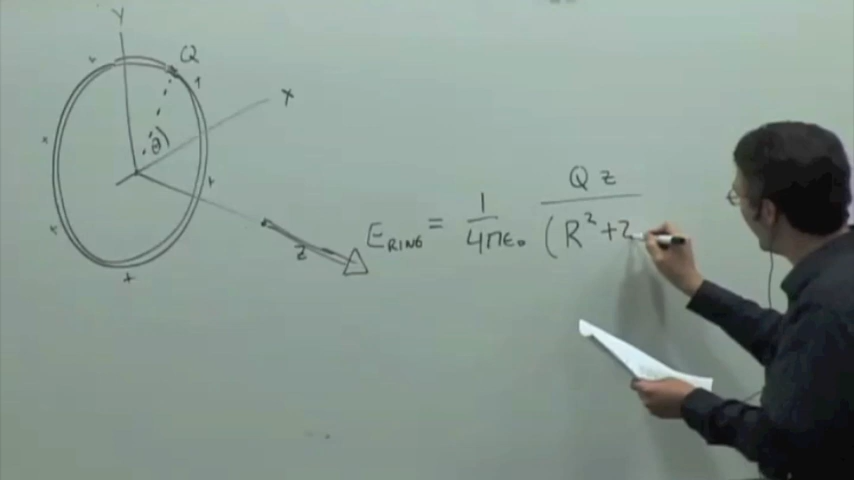 Y
Q
X
θ
z
E_RING = 1/4πε₀ Qz/(R² + z